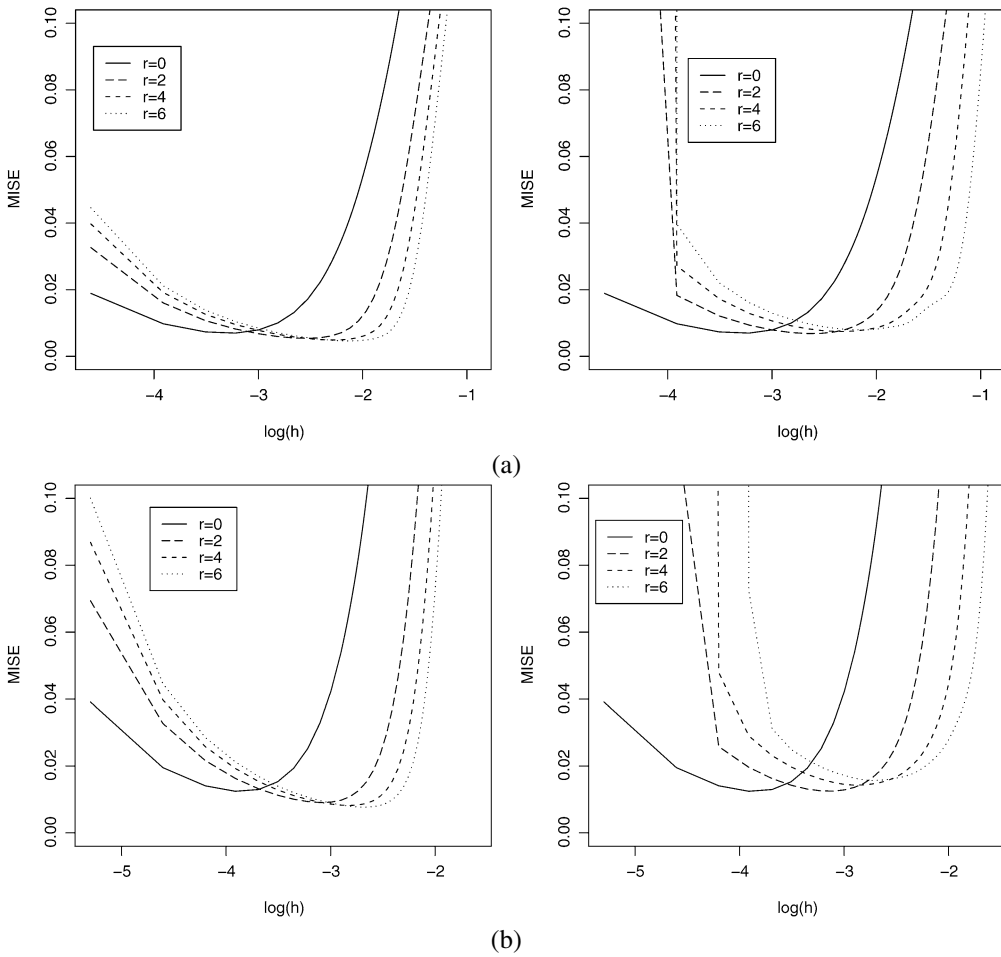 MISE
0.00
0.02
0.04
0.06
0.08
0.10
r=0
r=2
r=4
r=6
−4
−3
−2
−1
log(h)
MISE
0.00
0.02
0.04
0.06
0.08
0.10
r=0
r=2
r=4
r=6
−4
−3
−2
−1
log(h)
(a)
MISE
0.00
0.02
0.04
0.06
0.08
0.10
r=0
r=2
r=4
r=6
−5
−4
−3
−2
log(h)
MISE
0.00
0.02
0.04
0.06
0.08
0.10
r=0
r=2
r=4
r=6
−5
−4
−3
−2
log(h)
(b)